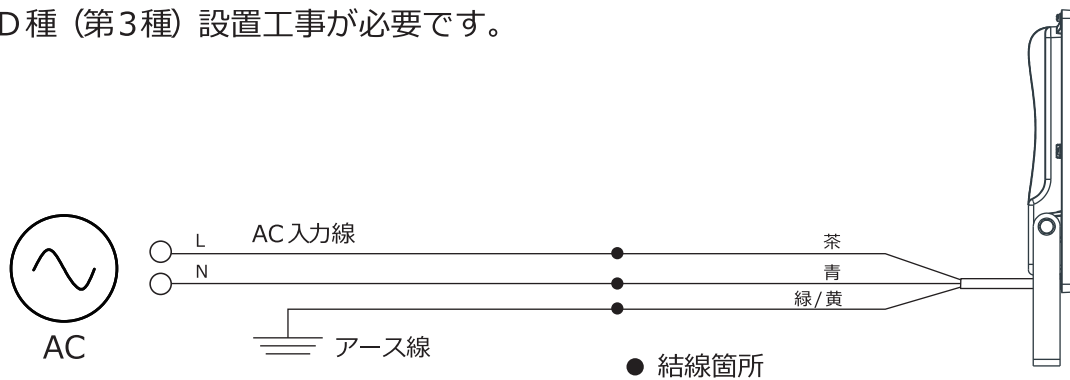 D種（第3種）設置工事が必要です。
L
AC入力線
茶
N
青
緑/黄
AC
アース線
● 結線箇所